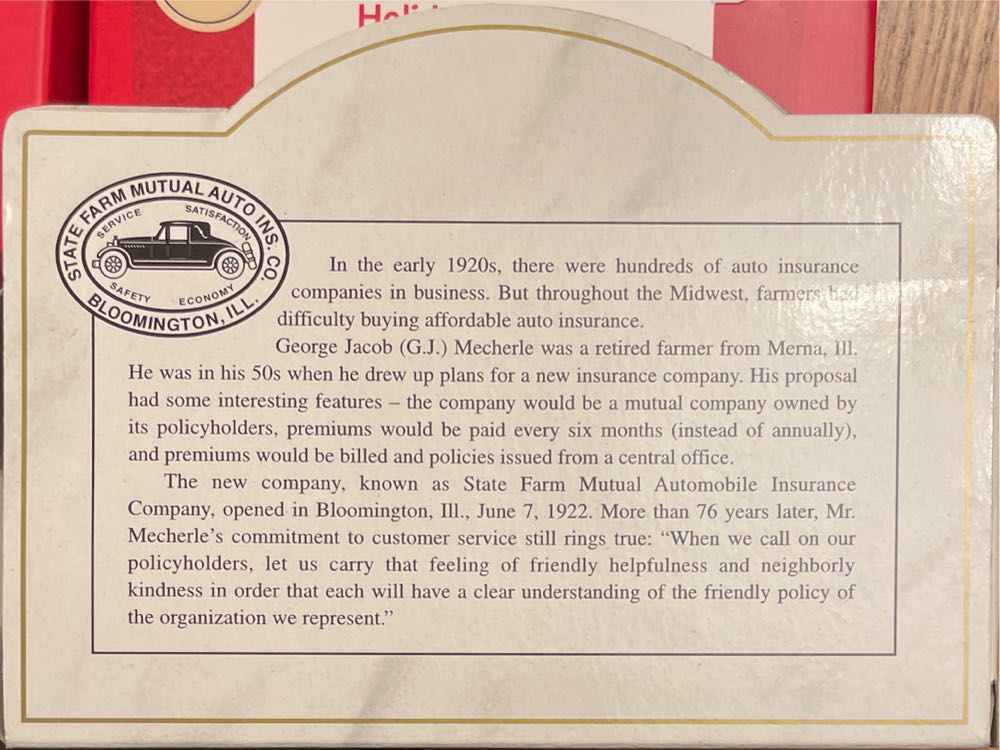 STATE FARM MUTUAL AUTO INS. CO.
SERVICE
SATISFACTION
SAFETY
ECONOMY
BLOOMINGTON, ILL.
In the early 1920s, there were hundreds of auto insurance
companies in business. But throughout the Midwest, farmers had
difficulty buying affordable auto insurance.
George Jacob (G.J.) Mecherle was a retired farmer from Merna, Ill.
He was in his 50s when he drew up plans for a new insurance company. His proposal
had some interesting features – the company would be a mutual company owned by
its policyholders, premiums would be paid every six months (instead of annually),
and premiums would be billed and policies issued from a central office.
The new company, known as State Farm Mutual Automobile Insurance
Company, opened in Bloomington, Ill., June 7, 1922. More than 76 years later, Mr.
Mecherle's commitment to customer service still rings true: “When we call on our
policyholders, let us carry that feeling of friendly helpfulness and neighborly
kindness in order that each will have a clear understanding of the friendly policy of
the organization we represent.”